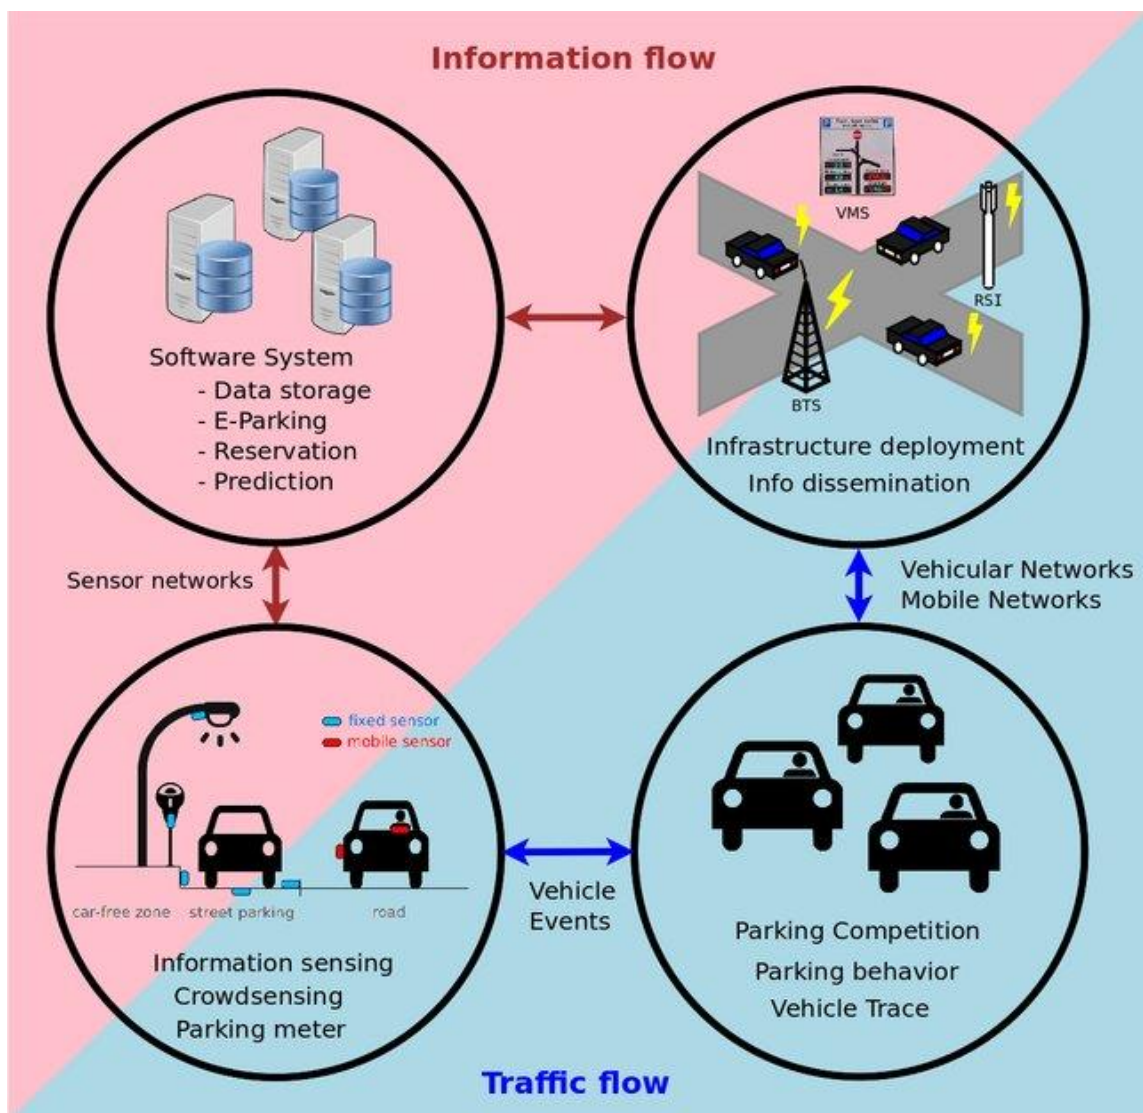 Information flow
VMS
RSI
BTS
Software System
- Data storage
- E-Parking
- Reservation
- Prediction
Infrastructure deployment
Info dissemination
Sensor networks
Vehicular Networks
Mobile Networks
fixed sensor
mobile sensor
car-free zone
street parking
road
Information sensing
Crowdsensing
Parking meter
Vehicle
Events
Parking Competition
Parking behavior
Vehicle Trace
Traffic flow